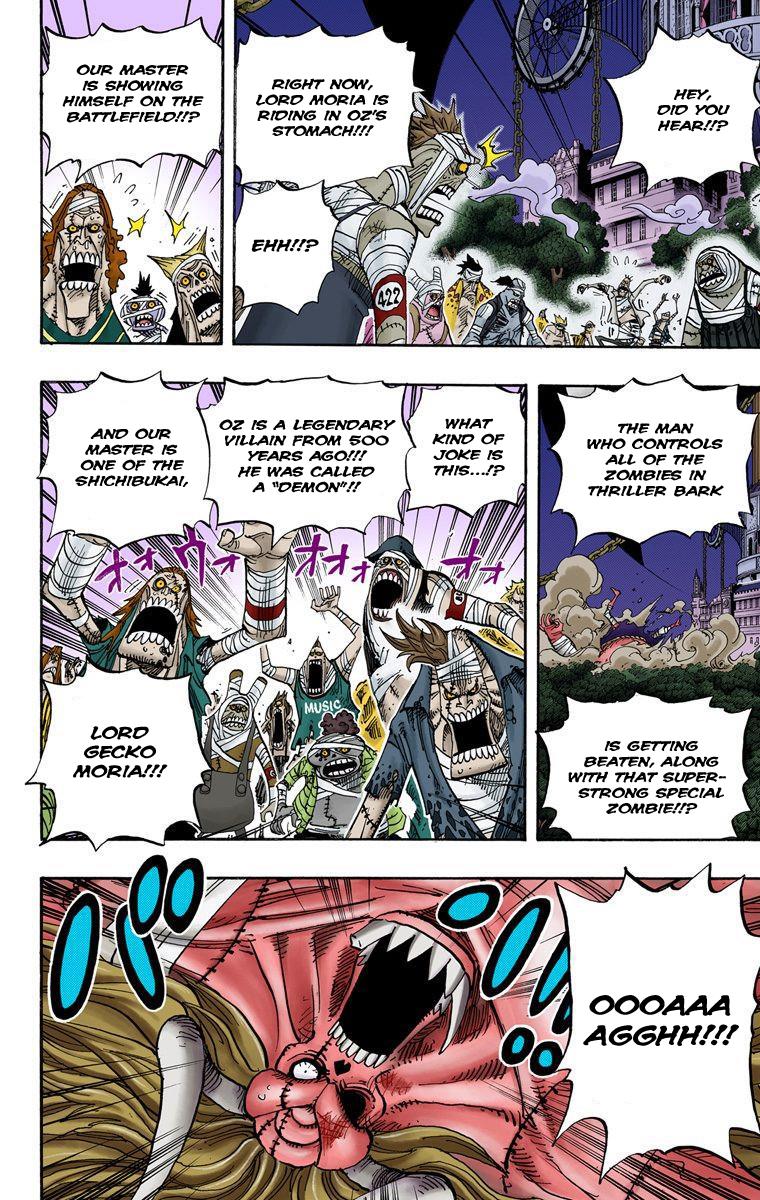 HEY,
DID YOU
HEAR!!?
RIGHT NOW,
LORD MORIA IS
RIDING IN OZ'S
STOMACH!!!
EHH!!?
422
OUR MASTER
IS SHOWING
HIMSELF ON THE
BATTLEFIELD!!?
THE MAN
WHO CONTROLS
ALL OF THE
ZOMBIES IN
THRILLER BARK
IS GETTING
BEATEN, ALONG
WITH THAT SUPER-
STRONG SPECIAL
ZOMBIE!!?
WHAT
KIND OF
JOKE IS
THIS...!?
OZ IS A LEGENDARY
VILLAIN FROM 500
YEARS AGO!!!
HE WAS CALLED
A "DEMON"!!
AND OUR
MASTER IS
ONE OF THE
SHICHIBUKAI,
オオウオオオオ
MUSIC
LORD
GECKO
MORIA!!!
OOOAAA
AGGHH!!!